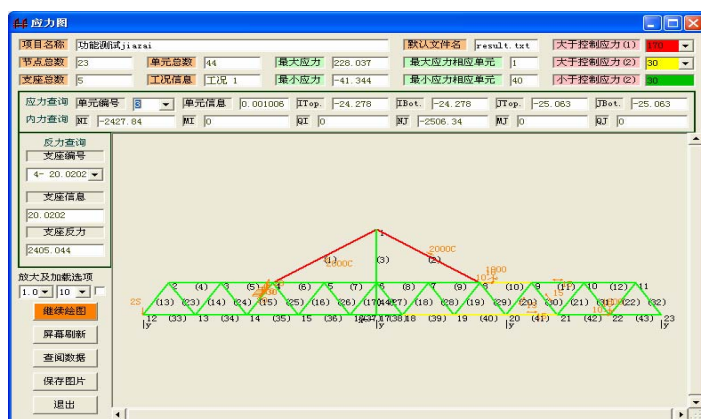 应力图
项目名称 功能测试jiazai 默认文件名 result.txt 大于控制应力(1) 170
节点总数 23 单元总数 44 最大应力 228.037 最大应力相应单元 1 大于控制应力(2) 30
支座总数 5 工况信息 工况 1 最小应力 -41.344 最小应力相应单元 40 小于控制应力(2) 30
应力查询 单元编号 单元信息 0.001006 ITop. -24.278 IBot. -24.278 JTop. -25.063 JBot. -25.063
内力查询 NI -2427.84 MI 0 QI 0 NJ -2506.34 MJ 0 QJ 0
反力查询
支座编号
4- 20.0202
支座信息
20.0202
支座反力
2405.044
放大及加载选项
1.0 10
继续绘图
屏幕刷新
查阅数据
保存图片
退出
1
(1) (3) (2)
2000C
2 (4) 3 (5) (6) 5 (7) 6 (8) 7 (9) 8 (10) 9 (11) 10 (12) 11
2S (13) (23) (14) (24) (15) (25) (16) (26) (27) (18) (28) (19) (29) (20) (30) (21) (22) (32)
12 (33) 13 (34) 14 (35) 15 (36) 18 (39) 19 (40) 20 21 (42) 22 (43) 23
y y y y